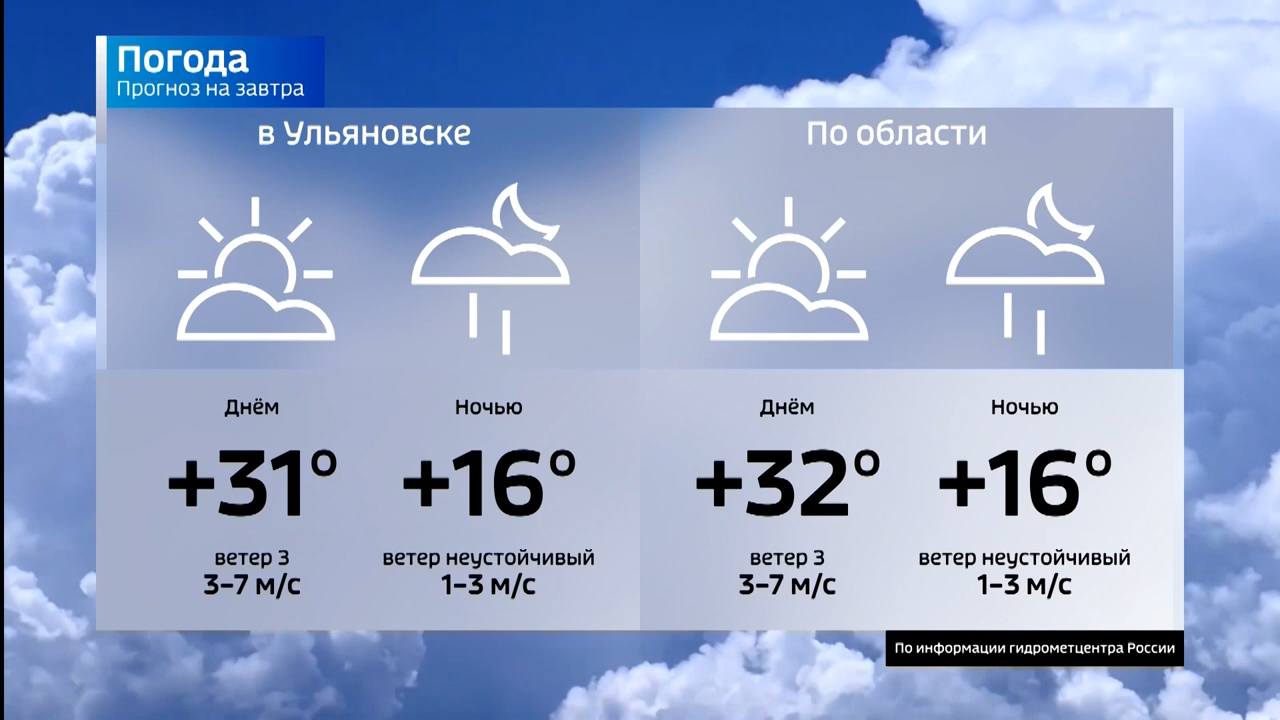 Погода
Прогноз на завтра
в Ульяновске
По области
Днём
Ночью
Днём
Ночью
+31°
+16°
+32°
+16°
ветер З
ветер неустойчивый
ветер З
ветер неустойчивый
3-7 м/с
1-3 м/с
3-7 м/с
1-3 м/с
По информации гидрометцентра России